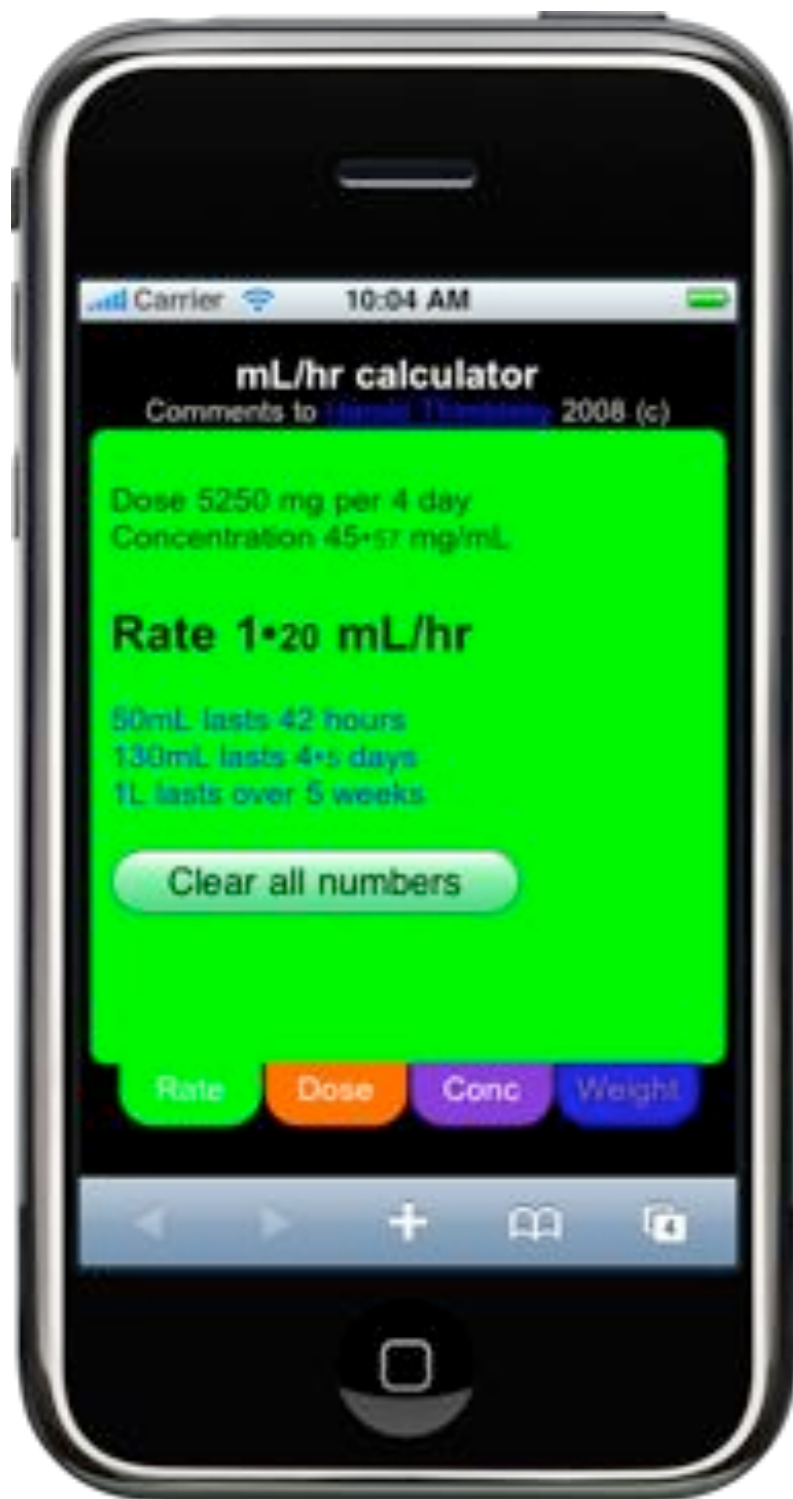 Carrier 10:04 AM
mL/hr calculator
Comments to 2008 (c)
Dose 5250 mg per 4 day
Concentration 45•57 mg/mL
Rate 1•20 mL/hr
50mL lasts 42 hours
130mL lasts 4•5 days
1L lasts over 5 weeks
Clear all numbers
Rate Dose Conc Weight
4